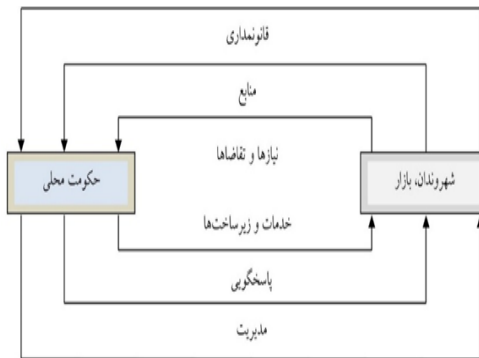 قانونمداری
منابع
نیازها و تقاضاها
شهروندان، بازار
حکومت محلی
خدمات و زیرساخت‌ها
پاسخگویی
مدیریت